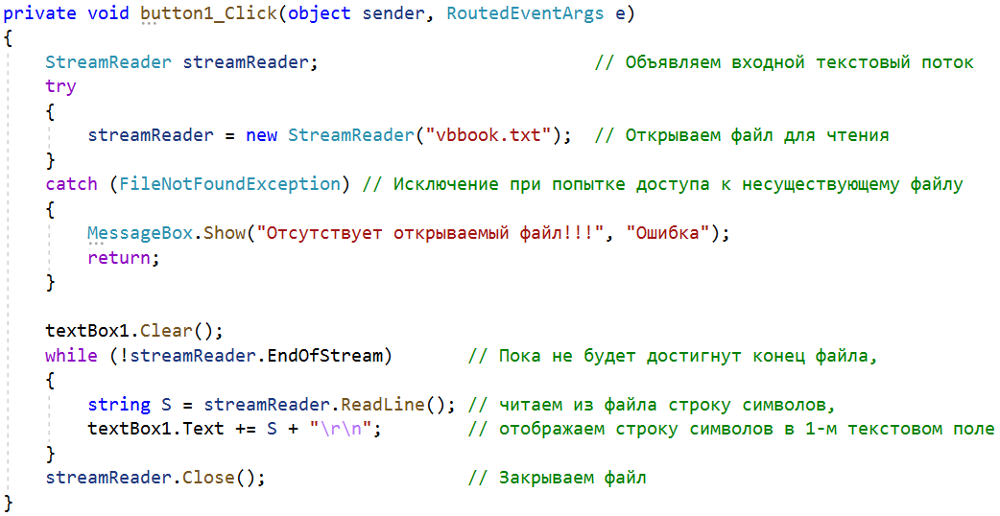 private void button1_Click(object sender, RoutedEventArgs e)
{
StreamReader streamReader; // Объявляем входной текстовый поток
try
{
streamReader = new StreamReader("vbbook.txt"); // Открываем файл для чтения
}
catch (FileNotFoundException) // Исключение при попытке доступа к несуществующему файлу
{
MessageBox.Show("Отсутствует открываемый файл!!!", "Ошибка");
return;
}
textBox1.Clear();
while (!streamReader.EndOfStream) // Пока не будет достигнут конец файла,
{
string S = streamReader.ReadLine(); // читаем из файла строку символов,
textBox1.Text += S + "\r\n"; // отображаем строку символов в 1-м текстовом поле
}
streamReader.Close(); // Закрываем файл
}